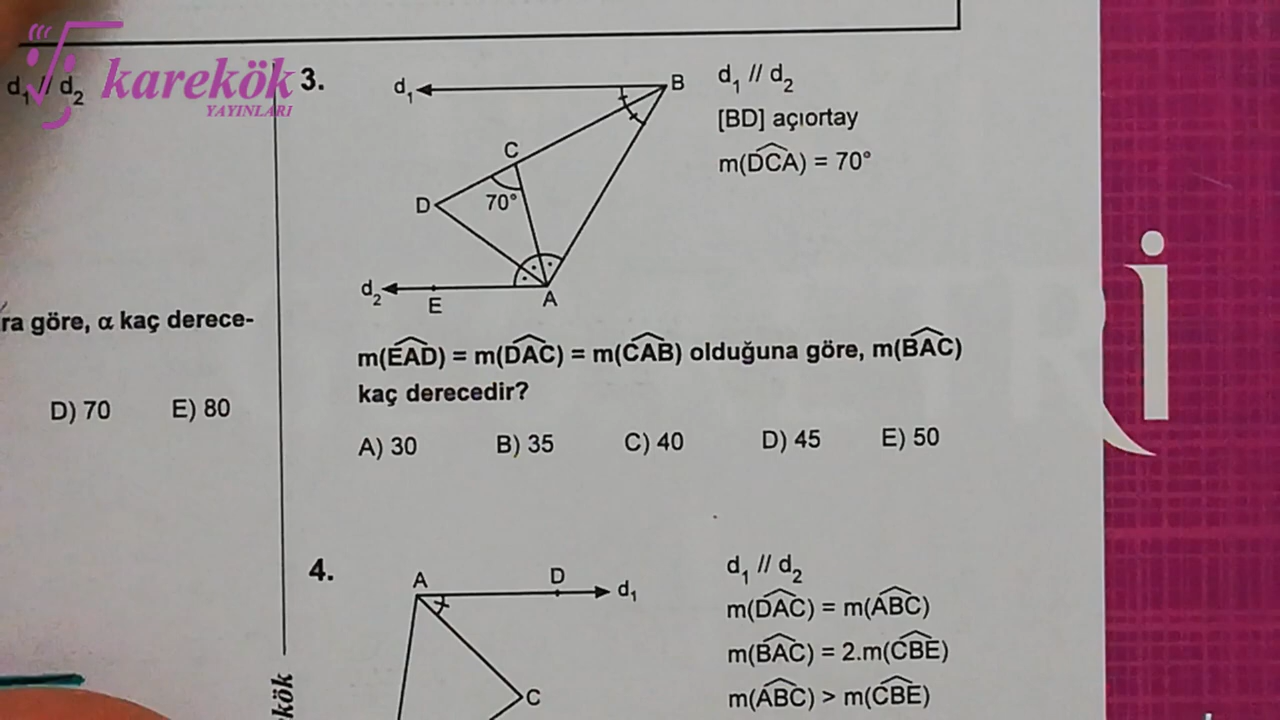 karekök
YAYINLARI
d₁ // d₂
ra göre, α kaç derece-
D) 70 E) 80
3.
d₁ B
C
D 70°
d₂ E A
d₁ // d₂
[BD] açıortay
m(DCA) = 70°
m(EAD) = m(DAC) = m(CAB) olduğuna göre, m(BAC)
kaç derecedir?
A) 30 B) 35 C) 40 D) 45 E) 50
4.
A D d₁
C
d₁ // d₂
m(DAC) = m(ABC)
m(BAC) = 2.m(CBE)
m(ABC) > m(CBE)
kök
Rİ